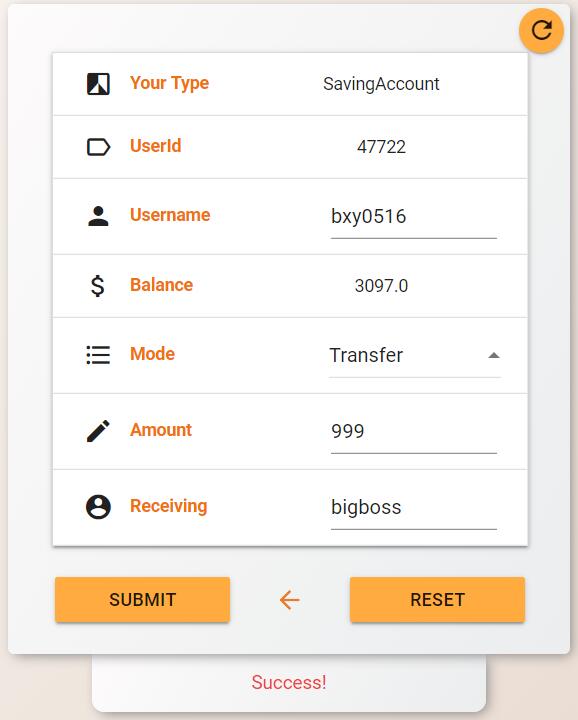 Your Type SavingAccount
UserId 47722
Username bxy0516
Balance 3097.0
Mode Transfer
Amount 999
Receiving bigboss
SUBMIT RESET
Success!